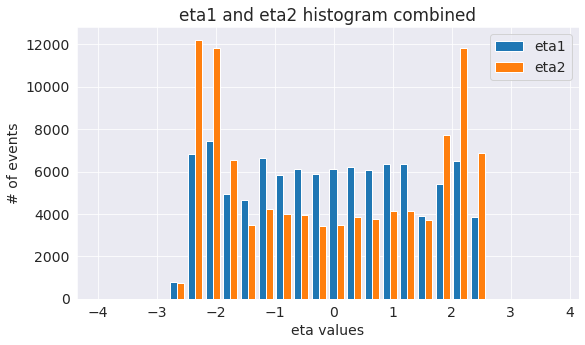 eta1 and eta2 histogram combined
eta1
eta2
12000
10000
8000
6000
4000
2000
0
# of events
−4 −3 −2 −1 0 1 2 3 4
eta values